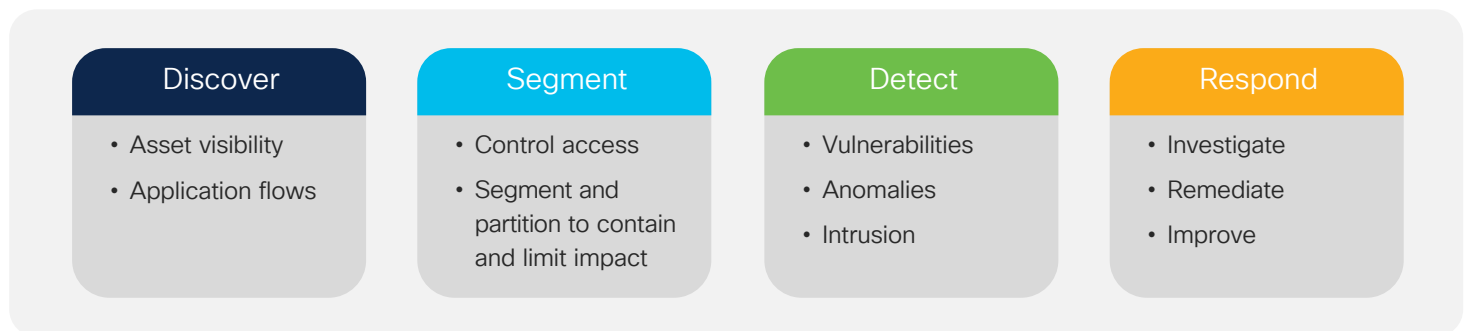 Discover
• Asset visibility
• Application flows
Segment
• Control access
• Segment and
partition to contain
and limit impact
Detect
• Vulnerabilities
• Anomalies
• Intrusion
Respond
• Investigate
• Remediate
• Improve